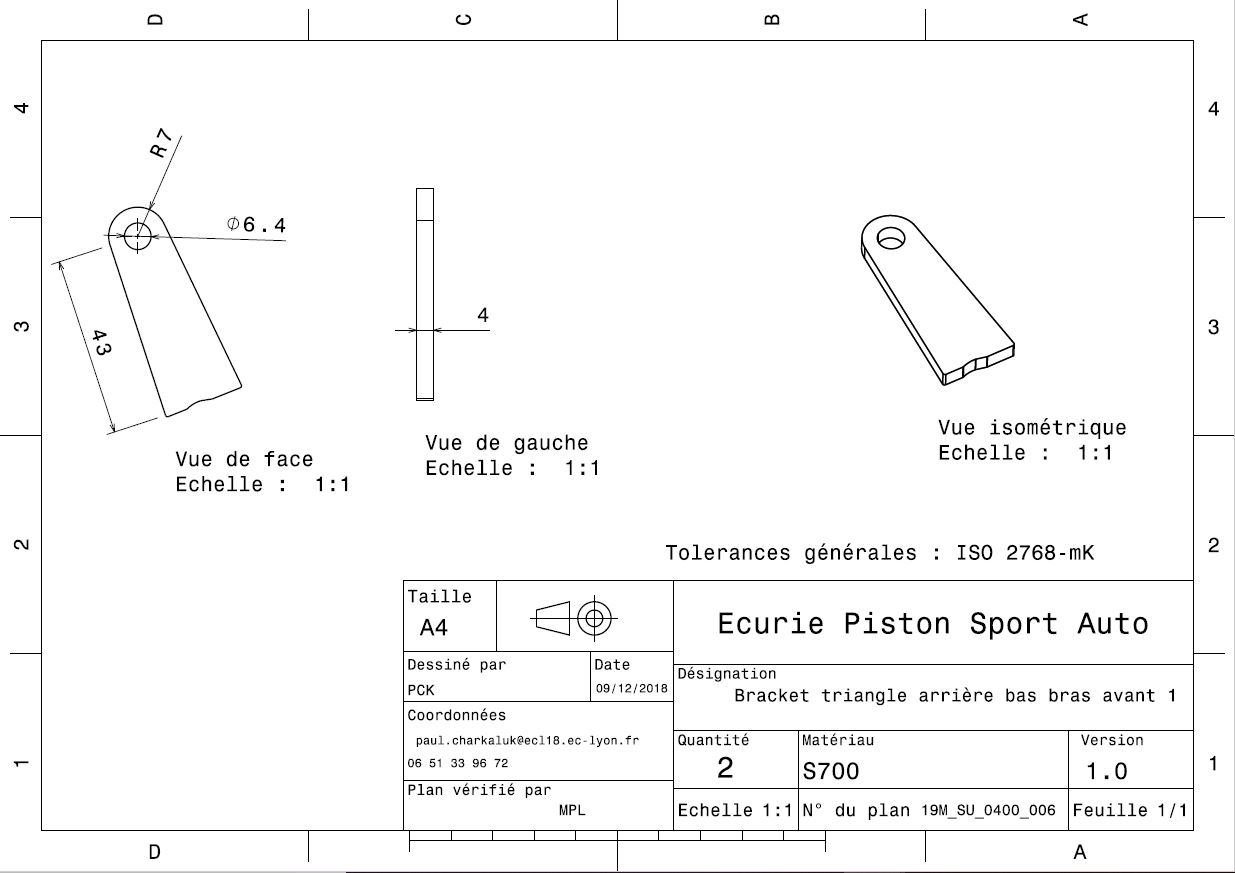 D C B A
4 4
R7
Ø6.4
43
4
3 3
Vue de face
Echelle : 1:1
Vue de gauche
Echelle : 1:1
Vue isométrique
Echelle : 1:1
2 2
Tolerances générales : ISO 2768-mK
Taille
A4
Ecurie Piston Sport Auto
Dessiné par
PCK
Date
09/12/2018
Désignation
Bracket triangle arrière bas bras avant 1
Coordonnées
paul.charkaluk@ecl18.ec-lyon.fr
06 51 33 96 72
Quantité
2
Matériau
S700
Version
1.0
1 1
Plan vérifié par
MPL
Echelle 1:1
N° du plan 19M_SU_0400_006
Feuille 1/1
D A